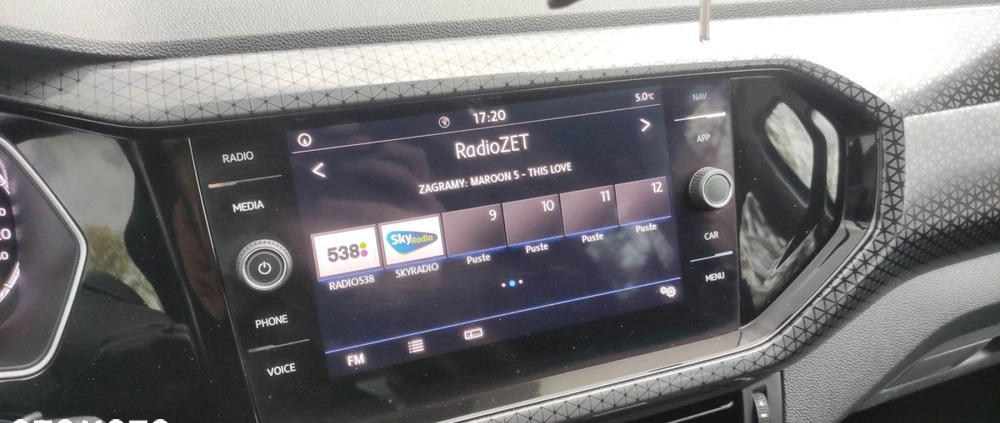 17:20
5.0°C
RadioZET
ZAGRAMY: MAROON 5 - THIS LOVE
538
Sky Radio
9
10
11
12
RADIO538
SKYRADIO
Puste
Puste
Puste
Puste
FM
RADIO
MEDIA
PHONE
VOICE
NAV
APP
CAR
MENU